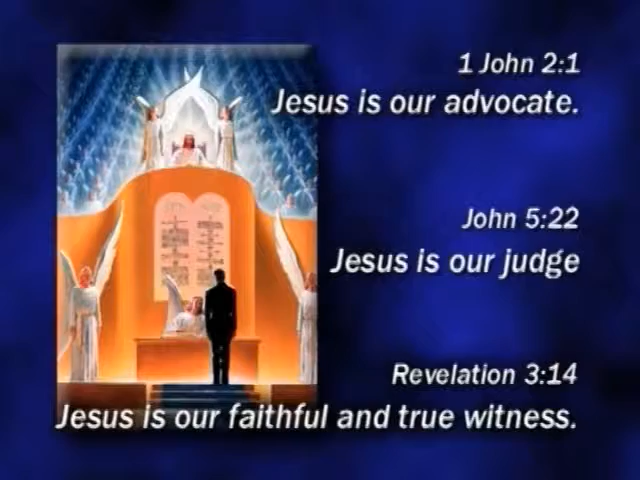 1 John 2:1
Jesus is our advocate.
John 5:22
Jesus is our judge
Revelation 3:14
Jesus is our faithful and true witness.